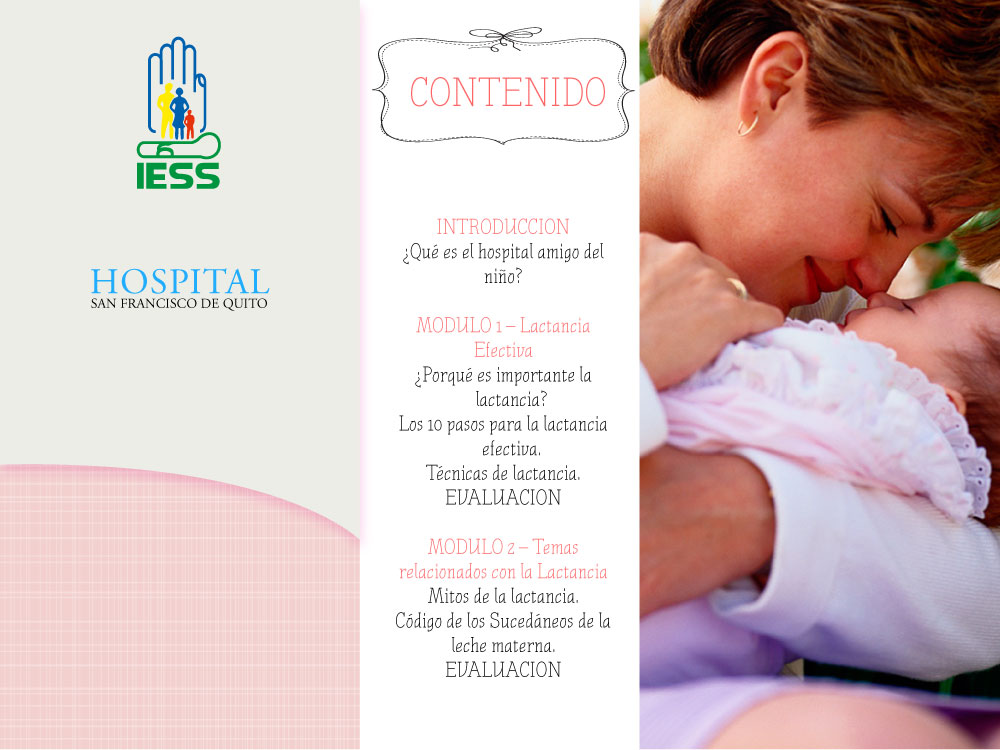 IESS
HOSPITAL
SAN FRANCISCO DE QUITO
CONTENIDO
INTRODUCCION
¿Qué es el hospital amigo del
niño?
MODULO 1 – Lactancia
Efectiva
¿Porqué es importante la
lactancia?
Los 10 pasos para la lactancia
efectiva.
Técnicas de lactancia.
EVALUACION
MODULO 2 – Temas
relacionados con la Lactancia
Mitos de la lactancia.
Código de los Sucedáneos de la
leche materna.
EVALUACION